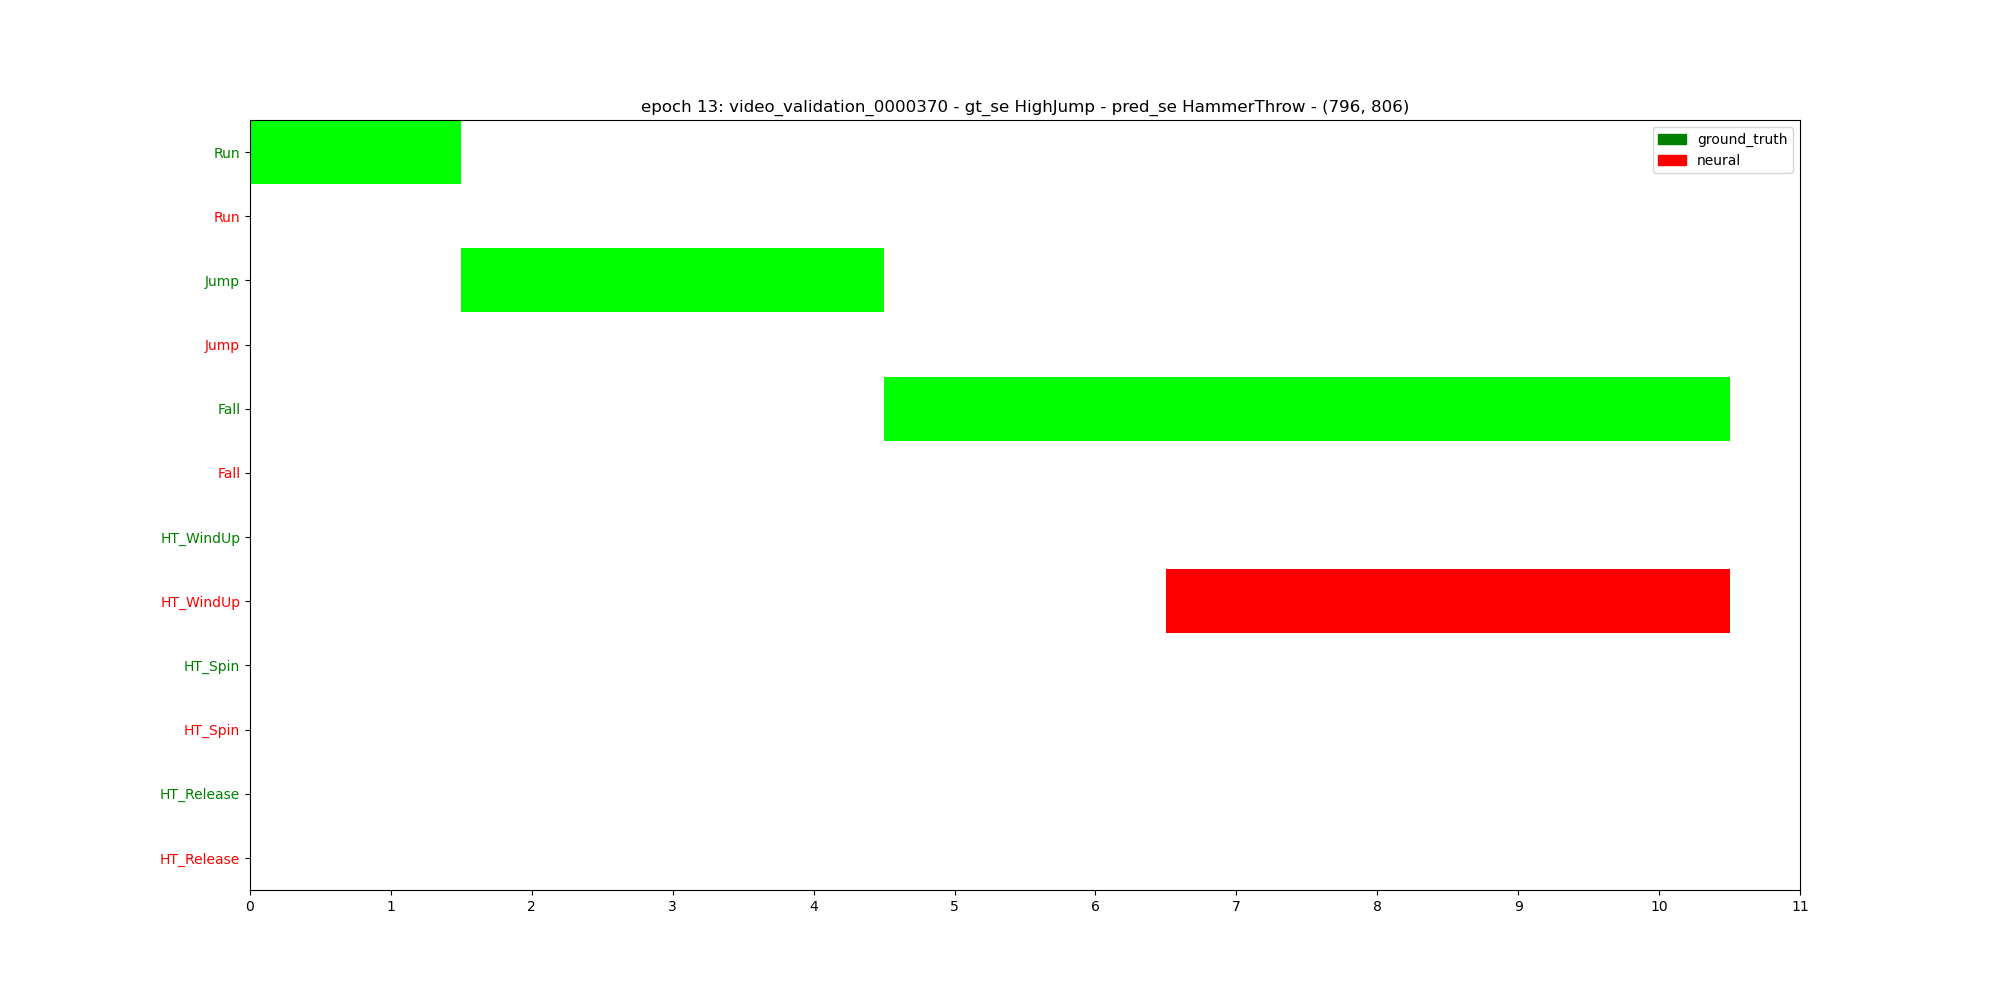 epoch 13: video_validation_0000370 - gt_se HighJump - pred_se HammerThrow - (796, 806)
ground_truth
neural
Run
Run
Jump
Jump
Fall
Fall
HT_WindUp
HT_WindUp
HT_Spin
HT_Spin
HT_Release
HT_Release
0 1 2 3 4 5 6 7 8 9 10 11